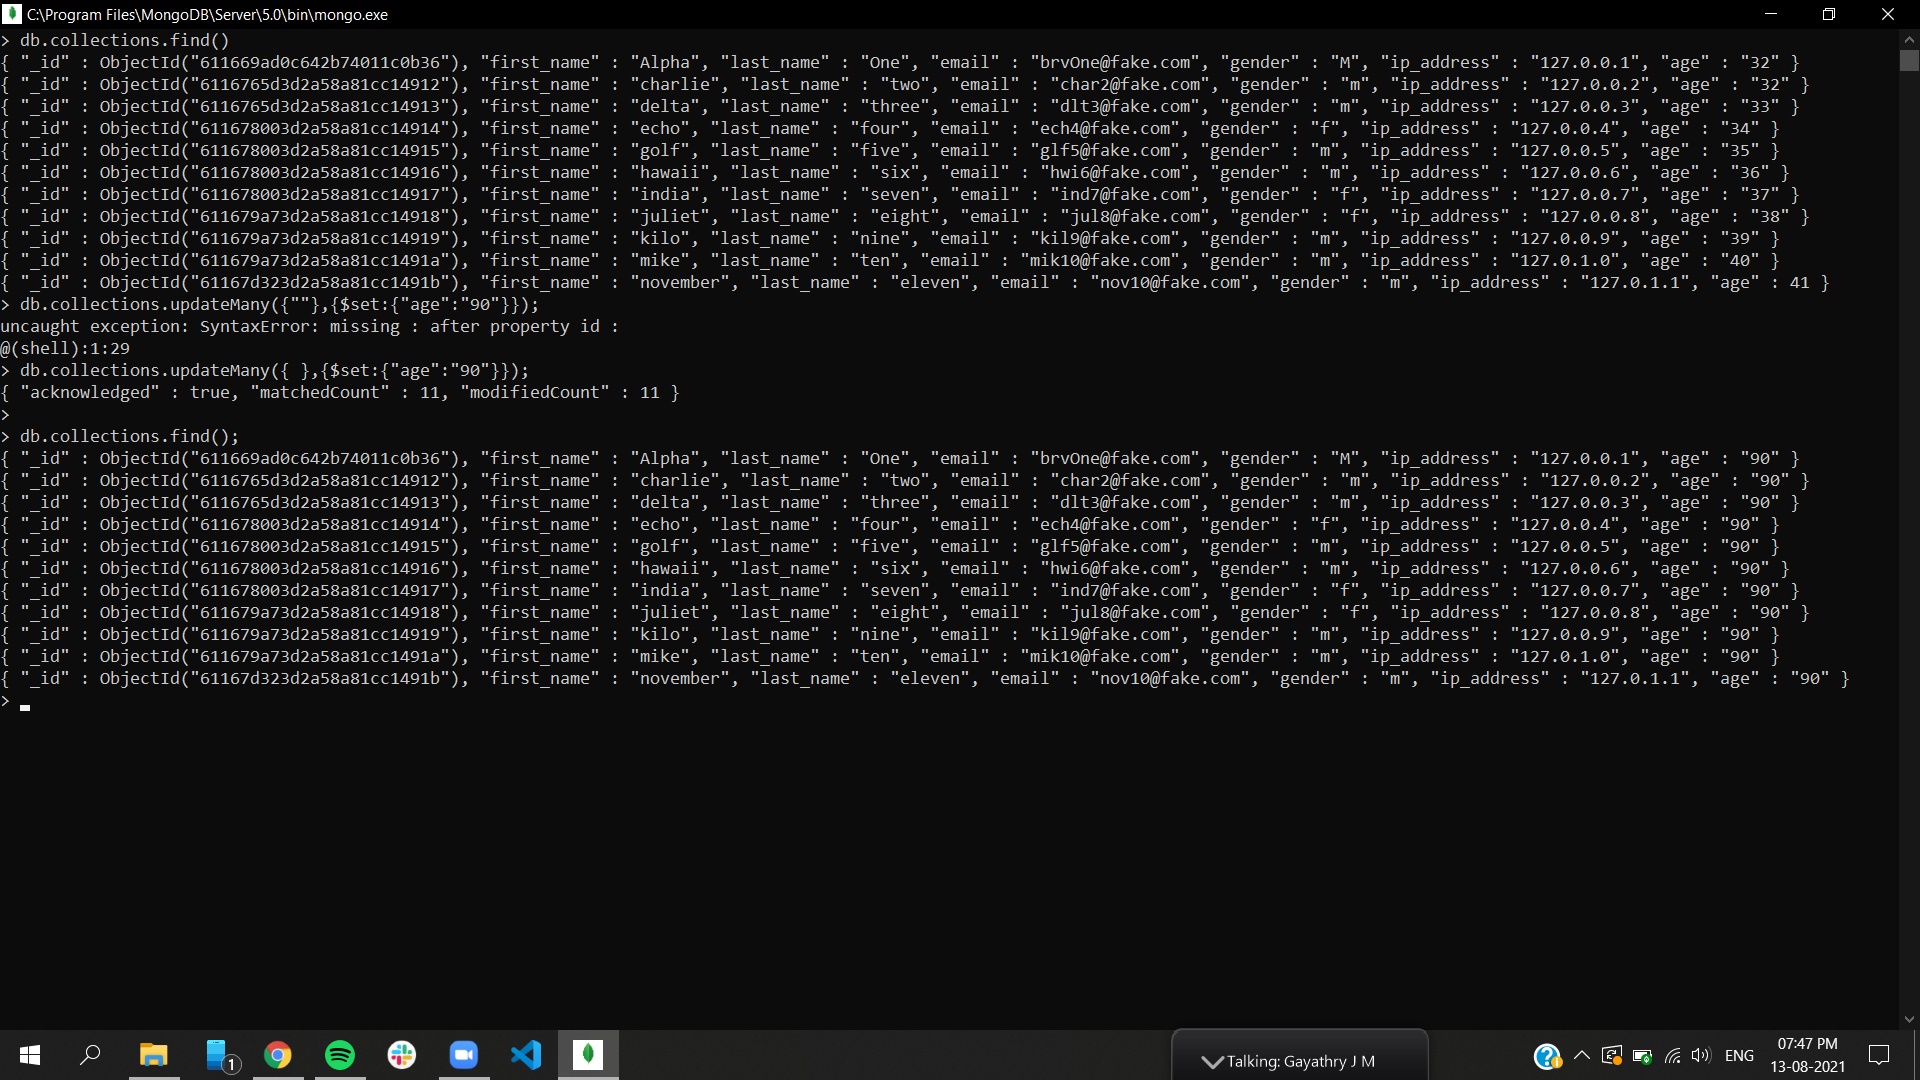 C:\Program Files\MongoDB\Server\5.0\bin\mongo.exe
> db.collections.find()
{ "_id" : ObjectId("611669ad0c642b74011c0b36"), "first_name" : "Alpha", "last_name" : "One", "email" : "brvOne@fake.com", "gender" : "M", "ip_address" : "127.0.0.1", "age" : "32" }
{ "_id" : ObjectId("6116765d3d2a58a81cc14912"), "first_name" : "charlie", "last_name" : "two", "email" : "char2@fake.com", "gender" : "m", "ip_address" : "127.0.0.2", "age" : "32" }
{ "_id" : ObjectId("6116765d3d2a58a81cc14913"), "first_name" : "delta", "last_name" : "three", "email" : "dlt3@fake.com", "gender" : "m", "ip_address" : "127.0.0.3", "age" : "33" }
{ "_id" : ObjectId("611678003d2a58a81cc14914"), "first_name" : "echo", "last_name" : "four", "email" : "ech4@fake.com", "gender" : "f", "ip_address" : "127.0.0.4", "age" : "34" }
{ "_id" : ObjectId("611678003d2a58a81cc14915"), "first_name" : "golf", "last_name" : "five", "email" : "glf5@fake.com", "gender" : "m", "ip_address" : "127.0.0.5", "age" : "35" }
{ "_id" : ObjectId("611678003d2a58a81cc14916"), "first_name" : "hawaii", "last_name" : "six", "email" : "hwi6@fake.com", "gender" : "m", "ip_address" : "127.0.0.6", "age" : "36" }
{ "_id" : ObjectId("611678003d2a58a81cc14917"), "first_name" : "india", "last_name" : "seven", "email" : "ind7@fake.com", "gender" : "f", "ip_address" : "127.0.0.7", "age" : "37" }
{ "_id" : ObjectId("611679a73d2a58a81cc14918"), "first_name" : "juliet", "last_name" : "eight", "email" : "jul8@fake.com", "gender" : "f", "ip_address" : "127.0.0.8", "age" : "38" }
{ "_id" : ObjectId("611679a73d2a58a81cc14919"), "first_name" : "kilo", "last_name" : "nine", "email" : "kil9@fake.com", "gender" : "m", "ip_address" : "127.0.0.9", "age" : "39" }
{ "_id" : ObjectId("611679a73d2a58a81cc1491a"), "first_name" : "mike", "last_name" : "ten", "email" : "mik10@fake.com", "gender" : "m", "ip_address" : "127.0.1.0", "age" : "40" }
{ "_id" : ObjectId("61167d323d2a58a81cc1491b"), "first_name" : "november", "last_name" : "eleven", "email" : "nov10@fake.com", "gender" : "m", "ip_address" : "127.0.1.1", "age" : 41 }
> db.collections.updateMany({""},{$set:{"age":"90"}});
uncaught exception: SyntaxError: missing : after property id :
@(shell):1:29
> db.collections.updateMany({ },{$set:{"age":"90"}});
{ "acknowledged" : true, "matchedCount" : 11, "modifiedCount" : 11 }
>
> db.collections.find();
{ "_id" : ObjectId("611669ad0c642b74011c0b36"), "first_name" : "Alpha", "last_name" : "One", "email" : "brvOne@fake.com", "gender" : "M", "ip_address" : "127.0.0.1", "age" : "90" }
{ "_id" : ObjectId("6116765d3d2a58a81cc14912"), "first_name" : "charlie", "last_name" : "two", "email" : "char2@fake.com", "gender" : "m", "ip_address" : "127.0.0.2", "age" : "90" }
{ "_id" : ObjectId("6116765d3d2a58a81cc14913"), "first_name" : "delta", "last_name" : "three", "email" : "dlt3@fake.com", "gender" : "m", "ip_address" : "127.0.0.3", "age" : "90" }
{ "_id" : ObjectId("611678003d2a58a81cc14914"), "first_name" : "echo", "last_name" : "four", "email" : "ech4@fake.com", "gender" : "f", "ip_address" : "127.0.0.4", "age" : "90" }
{ "_id" : ObjectId("611678003d2a58a81cc14915"), "first_name" : "golf", "last_name" : "five", "email" : "glf5@fake.com", "gender" : "m", "ip_address" : "127.0.0.5", "age" : "90" }
{ "_id" : ObjectId("611678003d2a58a81cc14916"), "first_name" : "hawaii", "last_name" : "six", "email" : "hwi6@fake.com", "gender" : "m", "ip_address" : "127.0.0.6", "age" : "90" }
{ "_id" : ObjectId("611678003d2a58a81cc14917"), "first_name" : "india", "last_name" : "seven", "email" : "ind7@fake.com", "gender" : "f", "ip_address" : "127.0.0.7", "age" : "90" }
{ "_id" : ObjectId("611679a73d2a58a81cc14918"), "first_name" : "juliet", "last_name" : "eight", "email" : "jul8@fake.com", "gender" : "f", "ip_address" : "127.0.0.8", "age" : "90" }
{ "_id" : ObjectId("611679a73d2a58a81cc14919"), "first_name" : "kilo", "last_name" : "nine", "email" : "kil9@fake.com", "gender" : "m", "ip_address" : "127.0.0.9", "age" : "90" }
{ "_id" : ObjectId("611679a73d2a58a81cc1491a"), "first_name" : "mike", "last_name" : "ten", "email" : "mik10@fake.com", "gender" : "m", "ip_address" : "127.0.1.0", "age" : "90" }
{ "_id" : ObjectId("61167d323d2a58a81cc1491b"), "first_name" : "november", "last_name" : "eleven", "email" : "nov10@fake.com", "gender" : "m", "ip_address" : "127.0.1.1", "age" : "90" }
>
1
Talking: Gayathry J M
ENG
07:47 PM
13-08-2021